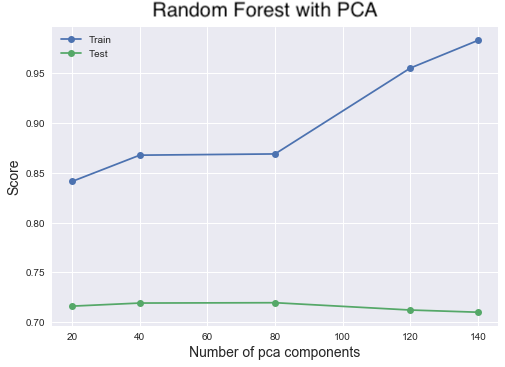 Random Forest with PCA
Train
Test
0.95
0.90
0.85
0.80
0.75
0.70
Score
20 40 60 80 100 120 140
Number of pca components